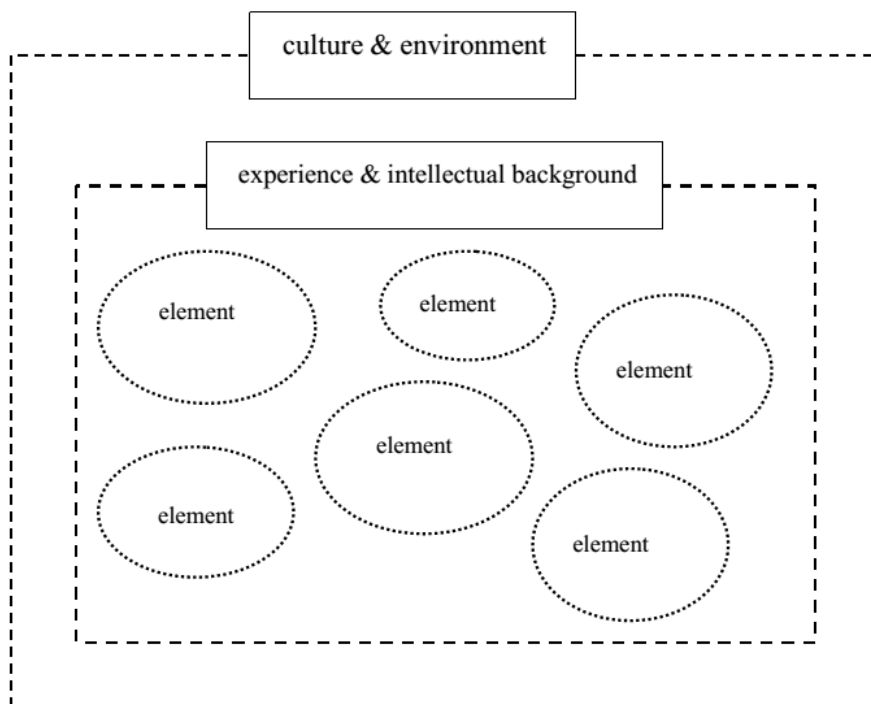 culture & environment
experience & intellectual background
element
element
element
element
element
element